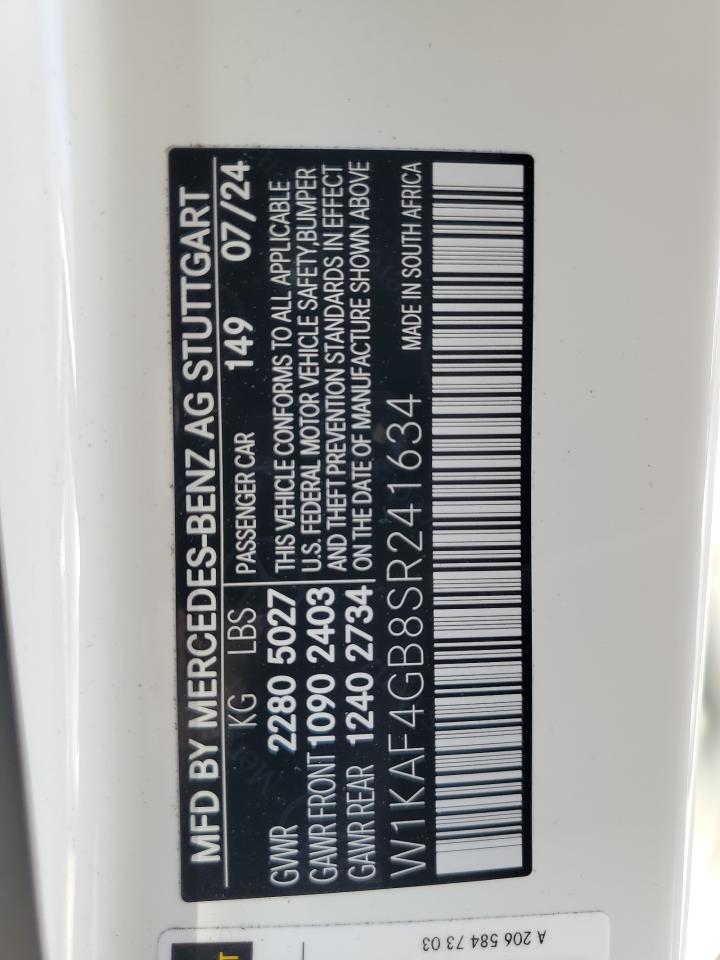 MFD BY MERCEDES-BENZ AG STUTTGART
KG LBS PASSENGER CAR 149 07/24
GVWR 2280 5027
GAWR FRONT 1090 2403
GAWR REAR 1240 2734
THIS VEHICLE CONFORMS TO ALL APPLICABLE
U.S. FEDERAL MOTOR VEHICLE SAFETY,BUMPER
AND THEFT PREVENTION STANDARDS IN EFFECT
ON THE DATE OF MANUFACTURE SHOWN ABOVE
W1KAF4GB8SR241634 MADE IN SOUTH AFRICA
A 206 584 73 03